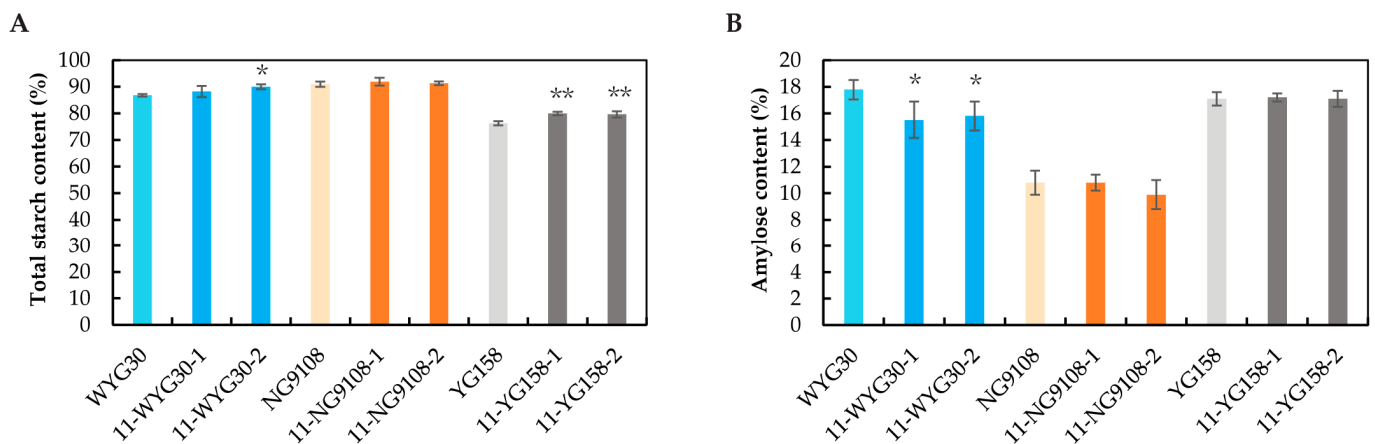 A
Total starch content (%)
100
90
80
70
60
50
40
30
20
10
0
*
**
**
WYG30
11-WYG30-1
11-WYG30-2
NG9108
11-NG9108-1
11-NG9108-2
YG158
11-YG158-1
11-YG158-2
B
Amylose content (%)
20
18
16
14
12
10
8
6
4
2
0
*
*
WYG30
11-WYG30-1
11-WYG30-2
NG9108
11-NG9108-1
11-NG9108-2
YG158
11-YG158-1
11-YG158-2